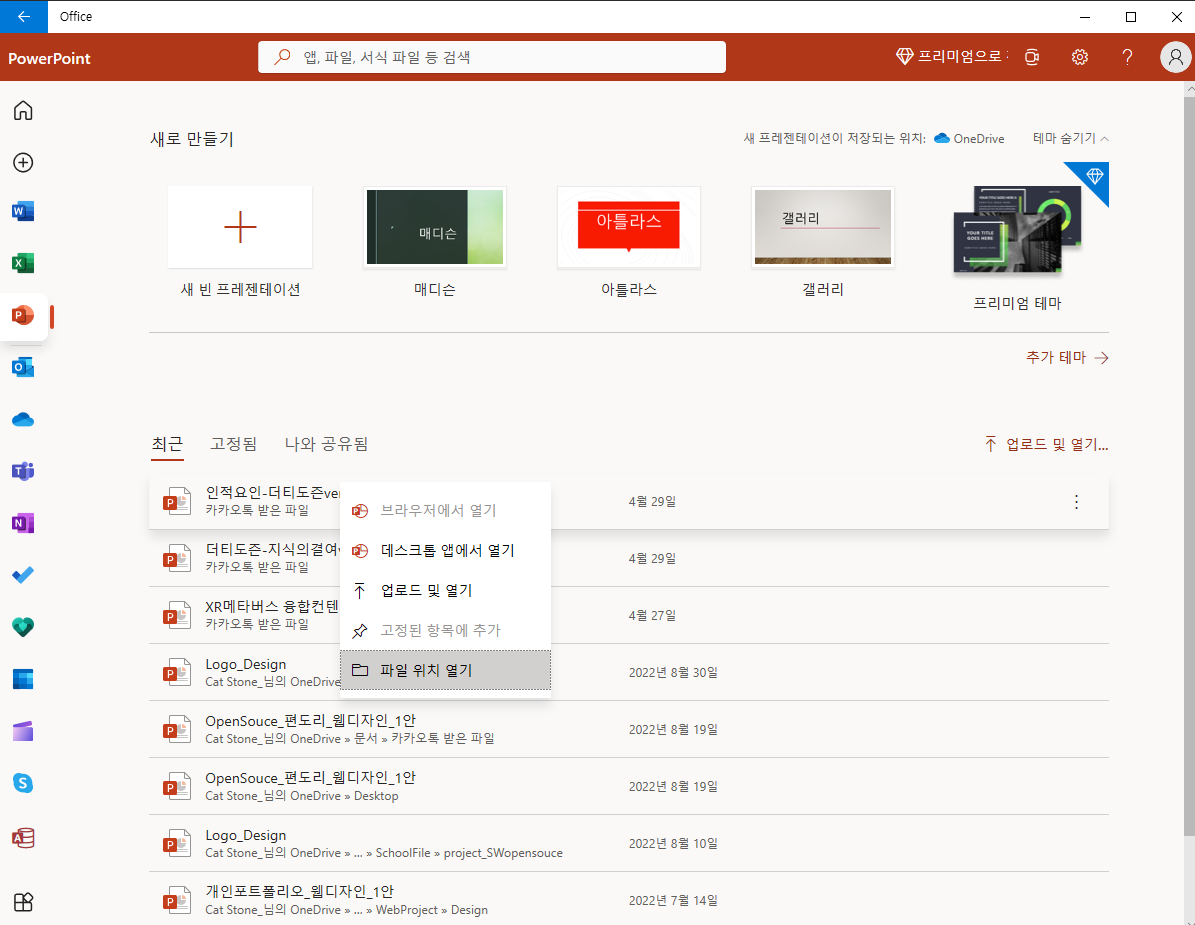 Office
PowerPoint
앱, 파일, 서식 파일 등 검색
프리미엄으로
새로 만들기
새 프레젠테이션이 저장되는 위치: OneDrive
테마 숨기기
매디슨
아틀라스
갤러리
YOUR TITLE GOES HERE
새 빈 프레젠테이션
매디슨
아틀라스
갤러리
프리미엄 테마
추가 테마
최근
고정됨
나와 공유됨
업로드 및 열기...
인적요인-더티도즌ver
카카오톡 받은 파일
4월 29일
브라우저에서 열기
데스크톱 앱에서 열기
업로드 및 열기
고정된 항목에 추가
파일 위치 열기
더티도즌-지식의결여
카카오톡 받은 파일
4월 29일
XR메타버스 융합컨텐
카카오톡 받은 파일
4월 27일
Logo_Design
Cat Stone_님의 OneDrive
2022년 8월 30일
OpenSouce_편도리_웹디자인_1안
Cat Stone_님의 OneDrive » 문서 » 카카오톡 받은 파일
2022년 8월 19일
OpenSouce_편도리_웹디자인_1안
Cat Stone_님의 OneDrive » Desktop
2022년 8월 19일
Logo_Design
Cat Stone_님의 OneDrive » ... » SchoolFile » project_SWopensouce
2022년 8월 10일
개인포트폴리오_웹디자인_1안
Cat Stone_님의 OneDrive » ... » WebProject » Design
2022년 7월 14일